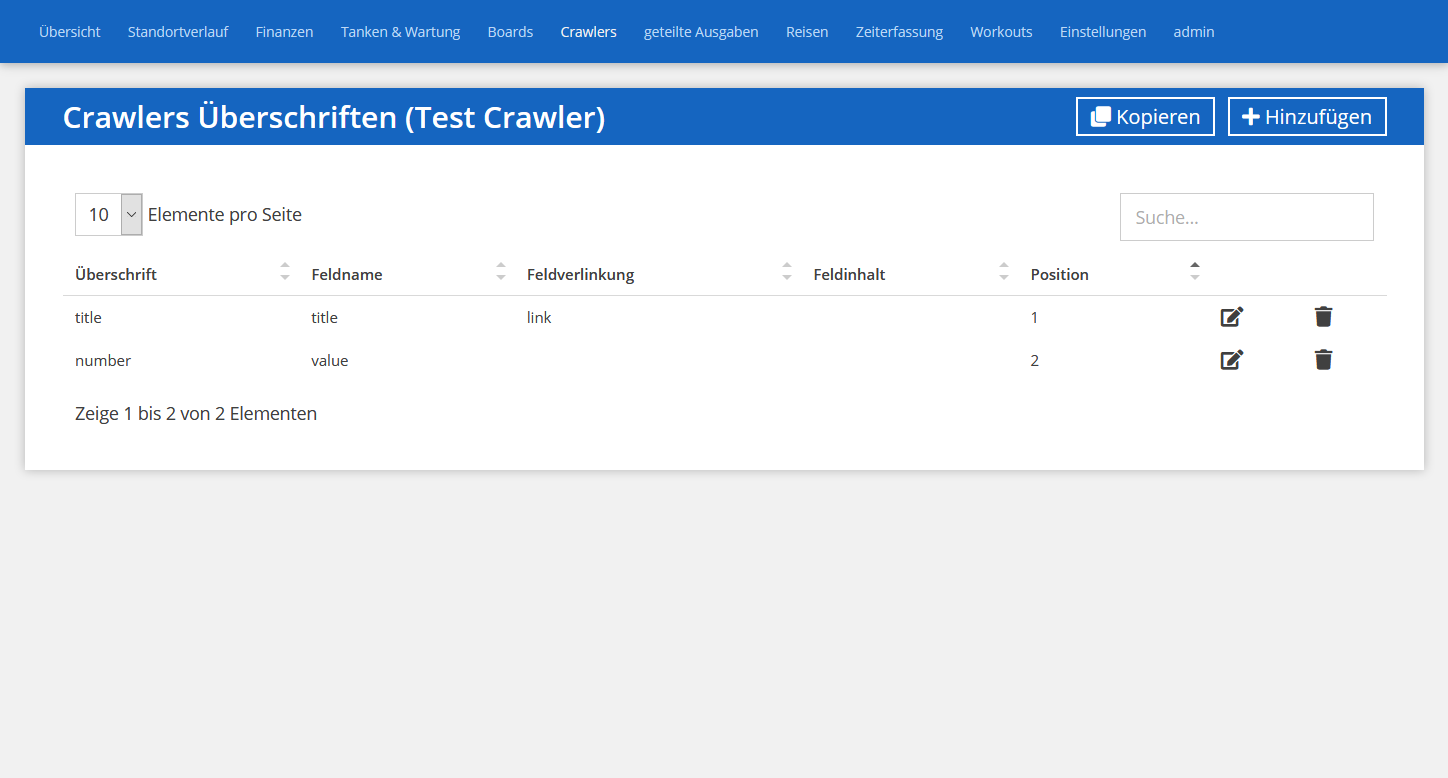 Übersicht Standortverlauf Finanzen Tanken & Wartung Boards Crawlers geteilte Ausgaben Reisen Zeiterfassung Workouts Einstellungen admin
Crawlers Überschriften (Test Crawler) Kopieren Hinzufügen
10 Elemente pro Seite Suche...
Überschrift Feldname Feldverlinkung Feldinhalt Position
title title link 1
number value 2
Zeige 1 bis 2 von 2 Elementen